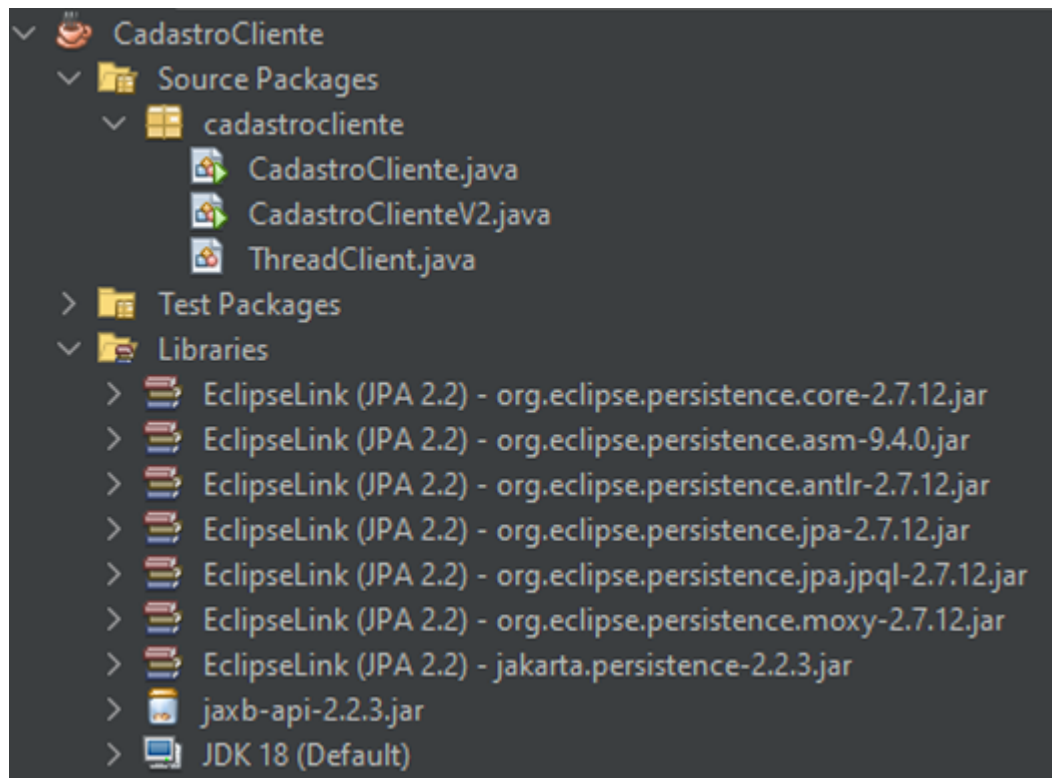 CadastroCliente
Source Packages
cadastrocliente
CadastroCliente.java
CadastroClienteV2.java
ThreadClient.java
Test Packages
Libraries
EclipseLink (JPA 2.2) - org.eclipse.persistence.core-2.7.12.jar
EclipseLink (JPA 2.2) - org.eclipse.persistence.asm-9.4.0.jar
EclipseLink (JPA 2.2) - org.eclipse.persistence.antlr-2.7.12.jar
EclipseLink (JPA 2.2) - org.eclipse.persistence.jpa-2.7.12.jar
EclipseLink (JPA 2.2) - org.eclipse.persistence.jpa.jpql-2.7.12.jar
EclipseLink (JPA 2.2) - org.eclipse.persistence.moxy-2.7.12.jar
EclipseLink (JPA 2.2) - jakarta.persistence-2.2.3.jar
jaxb-api-2.2.3.jar
JDK 18 (Default)